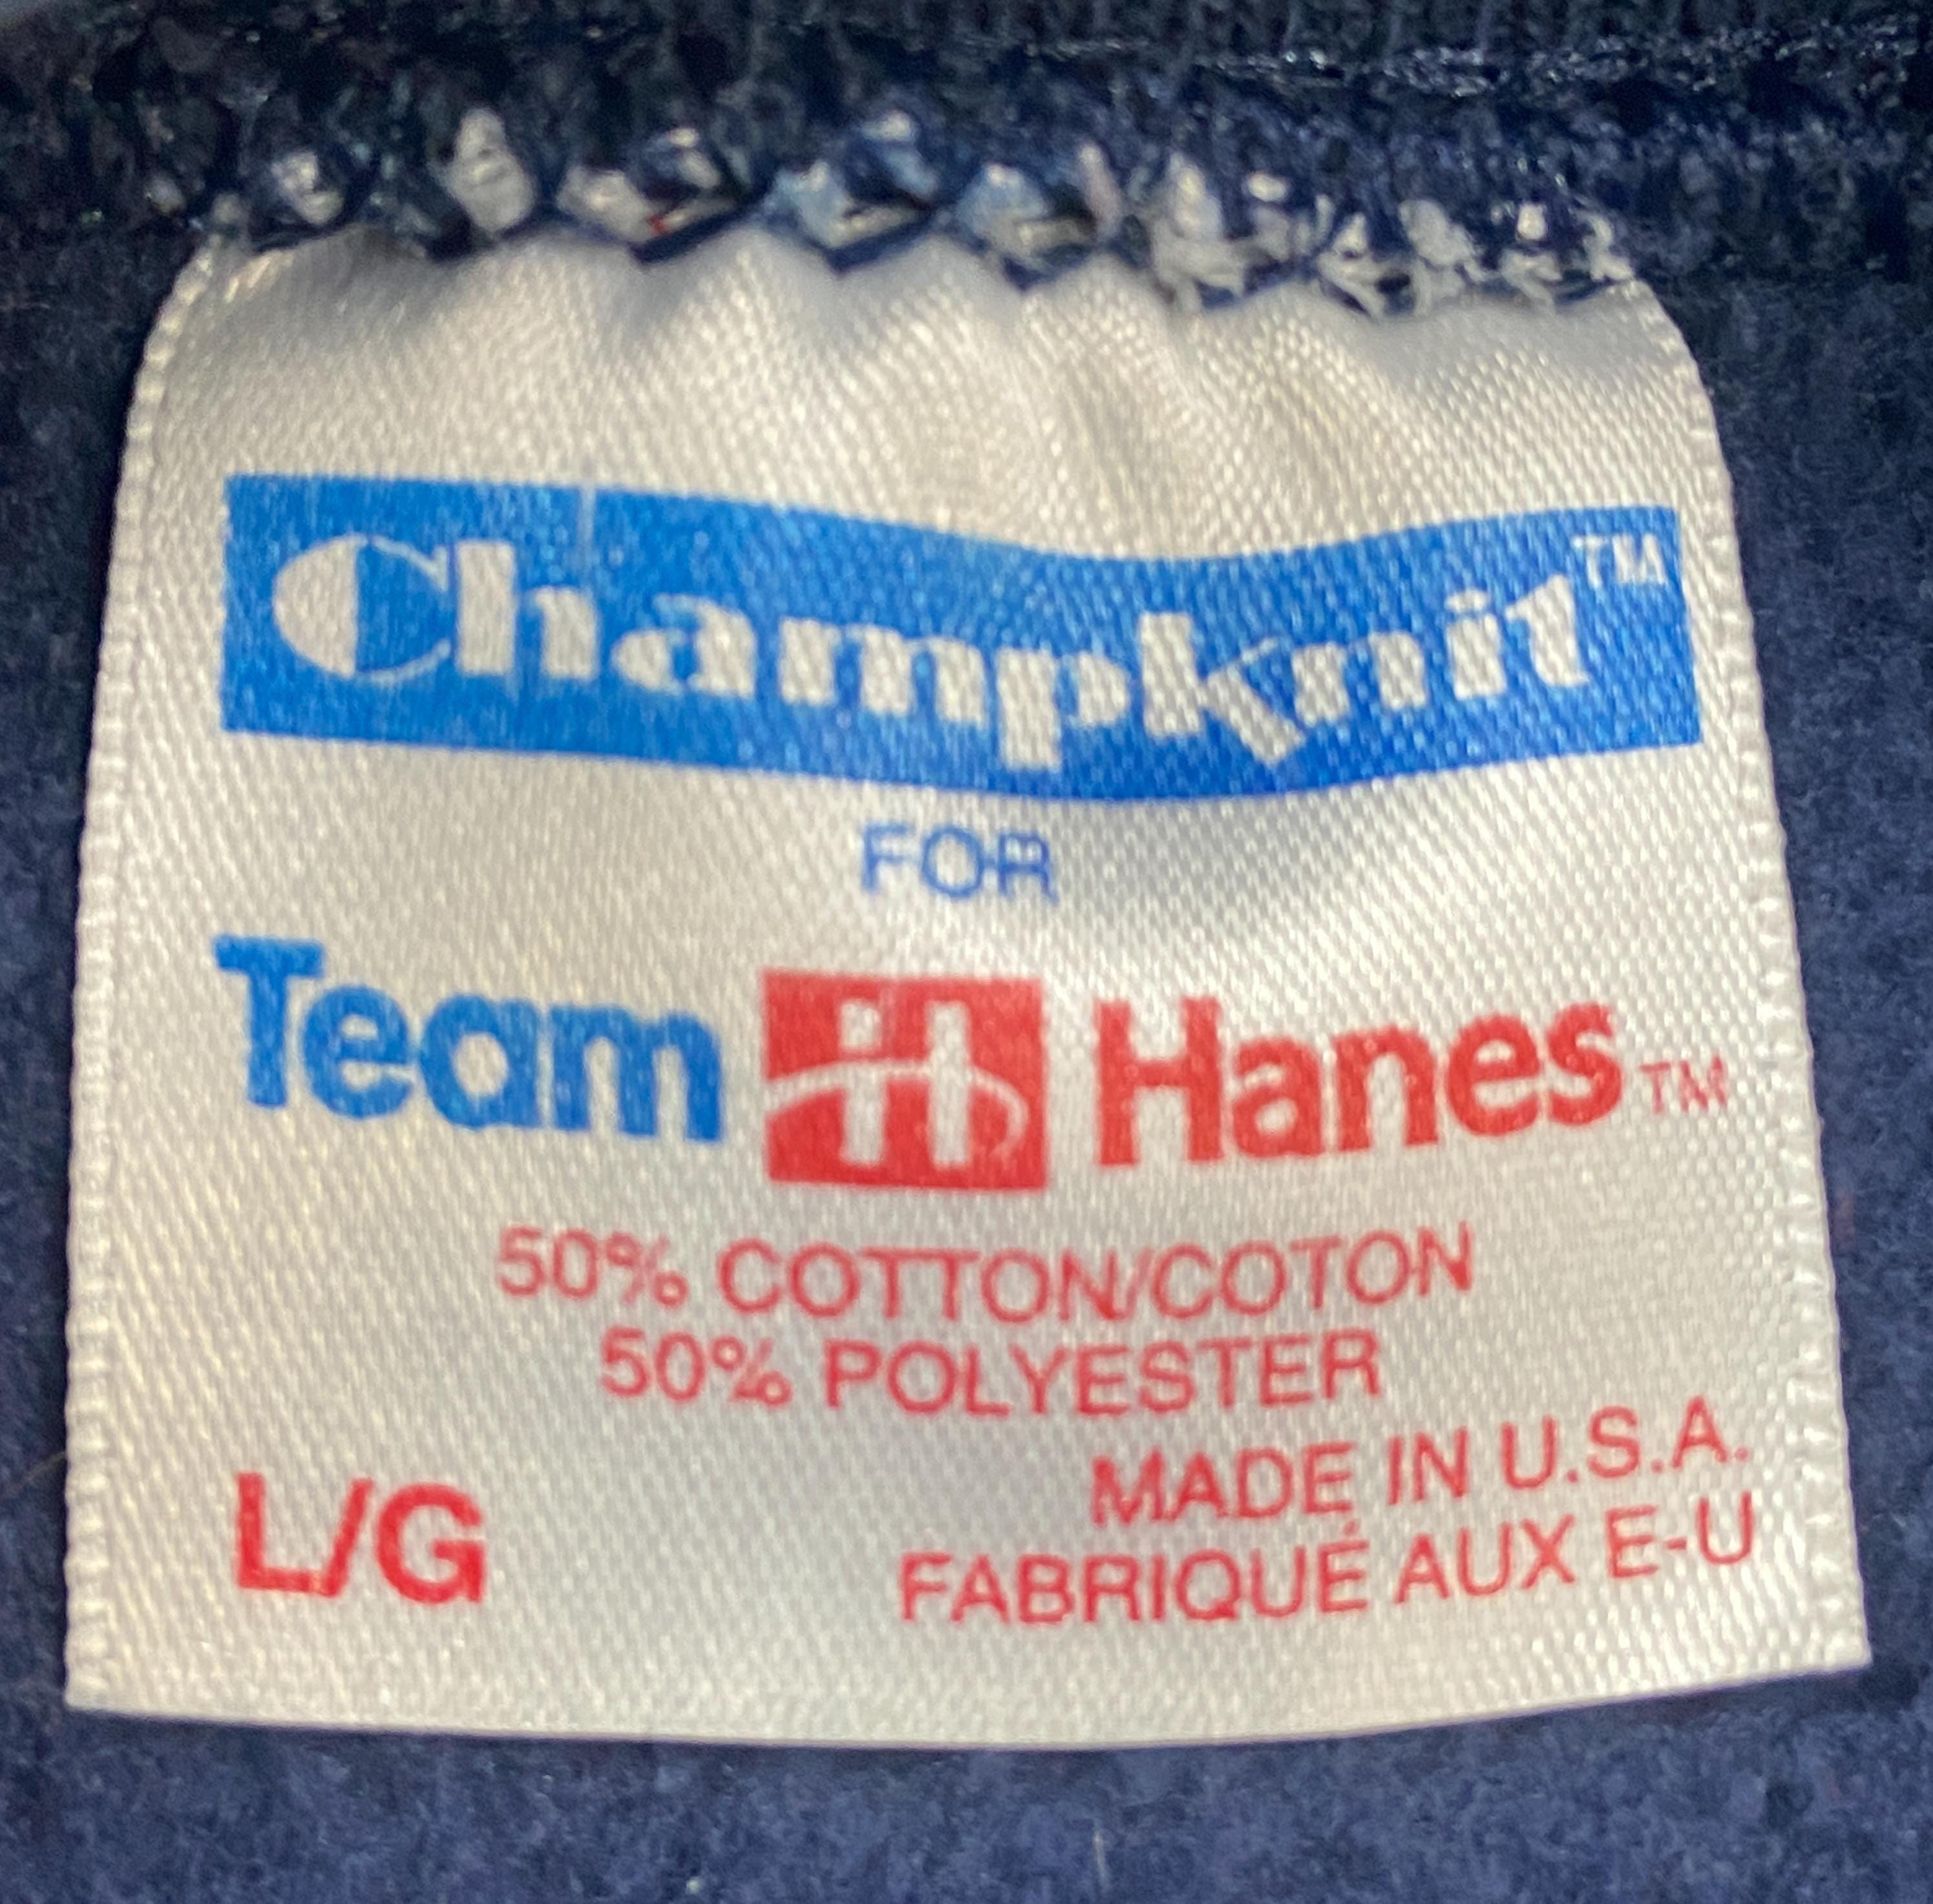 Champknit™
FOR
Team H Hanes™
50% COTTON/COTON
50% POLYESTER
L/G
MADE IN U.S.A.
FABRIQUÉ AUX E-U